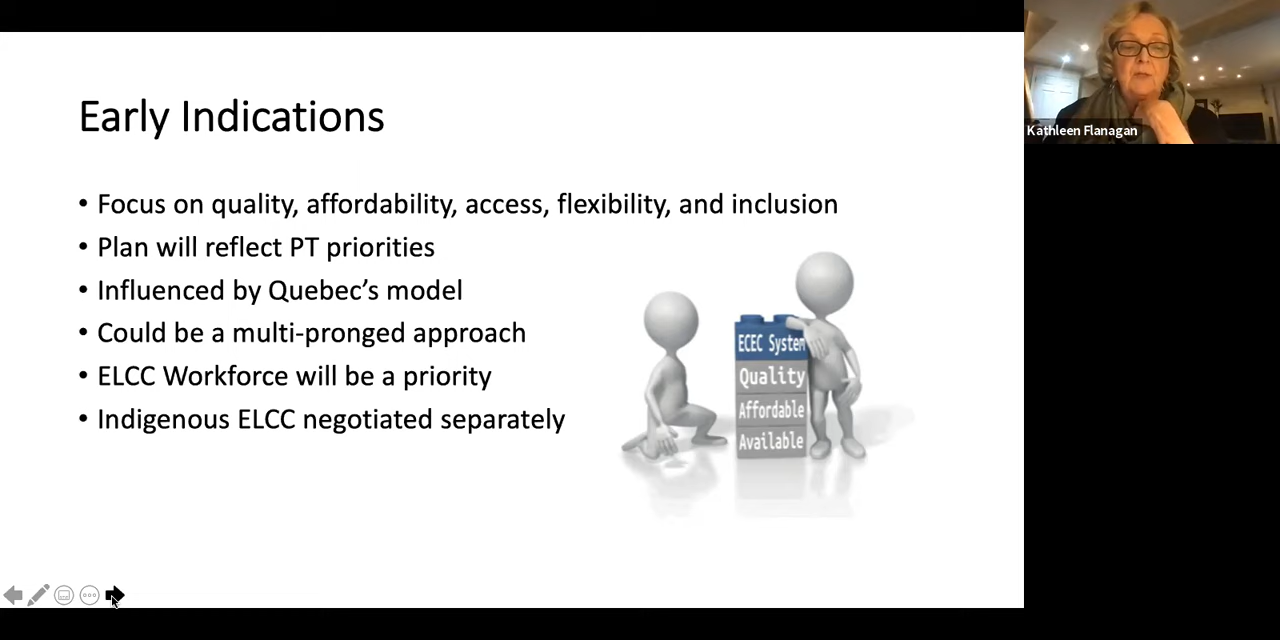 Early Indications
• Focus on quality, affordability, access, flexibility, and inclusion
• Plan will reflect PT priorities
• Influenced by Quebec’s model
• Could be a multi-pronged approach
• ELCC Workforce will be a priority
• Indigenous ELCC negotiated separately
ECEC System
Quality
Affordable
Available
Kathleen Flanagan